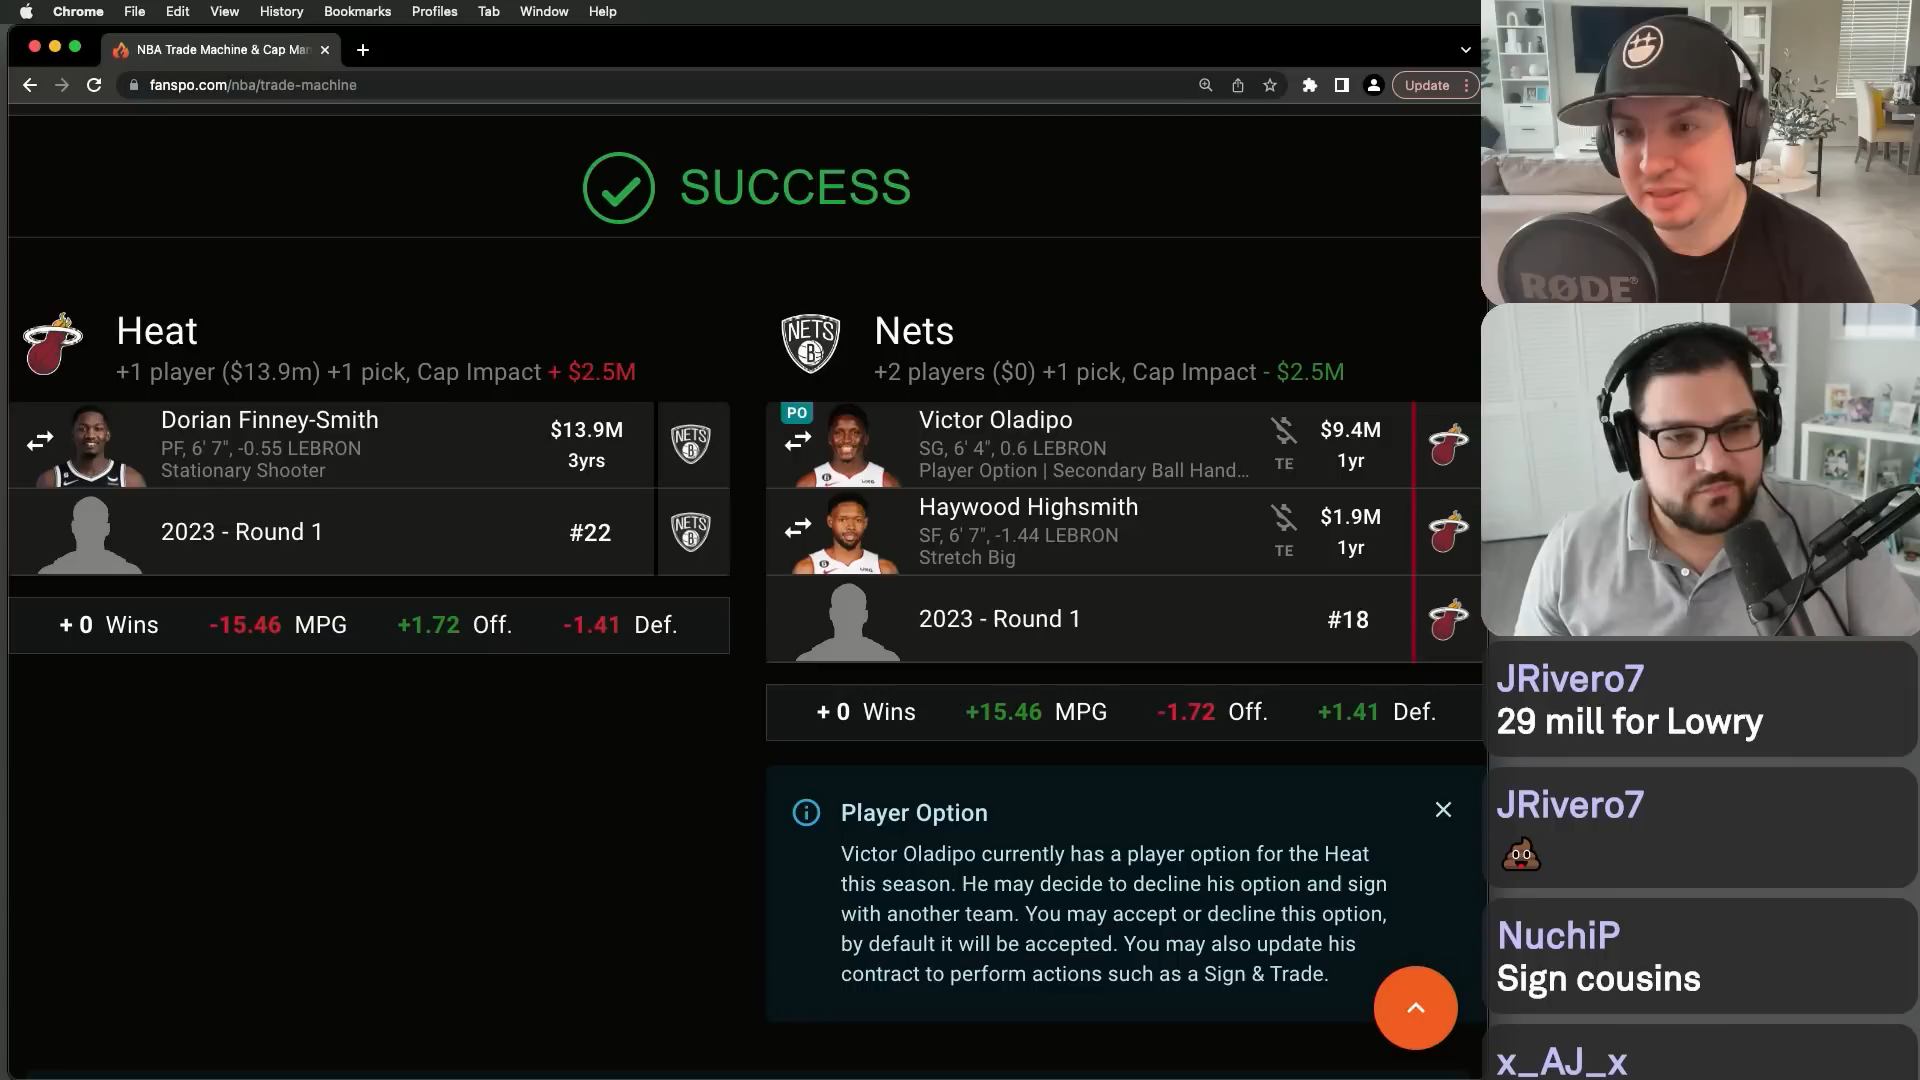 Chrome File Edit View History Bookmarks Profiles Tab Window Help
NBA Trade Machine & Cap Ma
fanspo.com/nba/trade-machine
Update
SUCCESS
Heat
+1 player ($13.9m) +1 pick, Cap Impact + $2.5M
Dorian Finney-Smith
PF, 6' 7", -0.55 LEBRON
Stationary Shooter
$13.9M
3yrs
NETS
B
2023 - Round 1
#22
NETS
B
+ 0 Wins -15.46 MPG +1.72 Off. -1.41 Def.
NETS
B
Nets
+2 players ($0) +1 pick, Cap Impact - $2.5M
PO
Victor Oladipo
SG, 6' 4", 0.6 LEBRON
Player Option | Secondary Ball Hand...
TE
$9.4M
1yr
Haywood Highsmith
SF, 6' 7", -1.44 LEBRON
Stretch Big
TE
$1.9M
1yr
2023 - Round 1
#18
+ 0 Wins +15.46 MPG -1.72 Off. +1.41 Def.
Player Option
Victor Oladipo currently has a player option for the Heat
this season. He may decide to decline his option and sign
with another team. You may accept or decline this option,
by default it will be accepted. You may also update his
contract to perform actions such as a Sign & Trade.
RØDE
JRivero7
29 mill for Lowry
JRivero7
NuchiP
Sign cousins
x_AJ_x